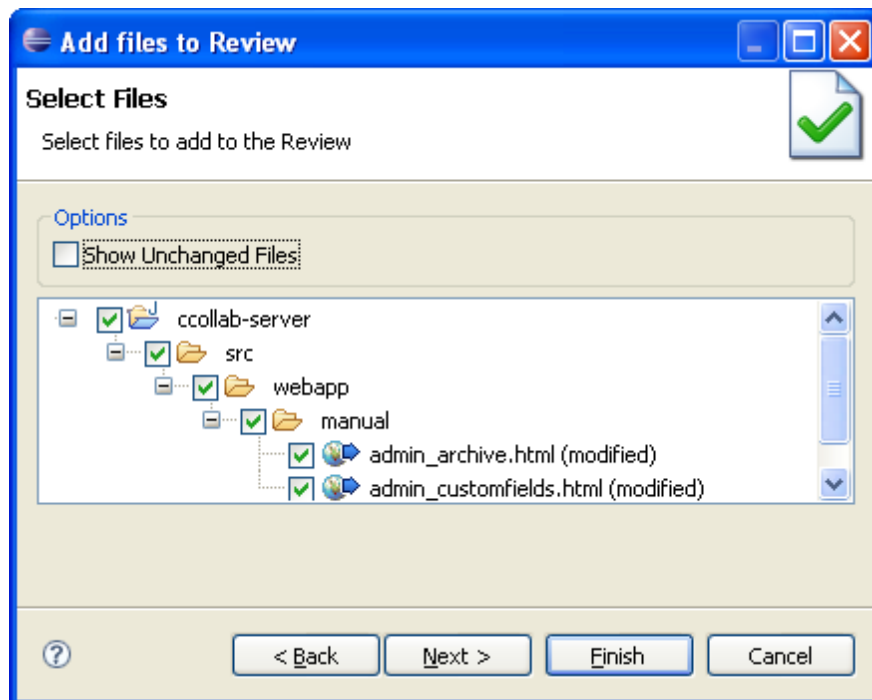 Add files to Review
Select Files
Select files to add to the Review
Options
Show Unchanged Files
ccollab-server
src
webapp
manual
admin_archive.html (modified)
admin_customfields.html (modified)
< Back Next > Finish Cancel